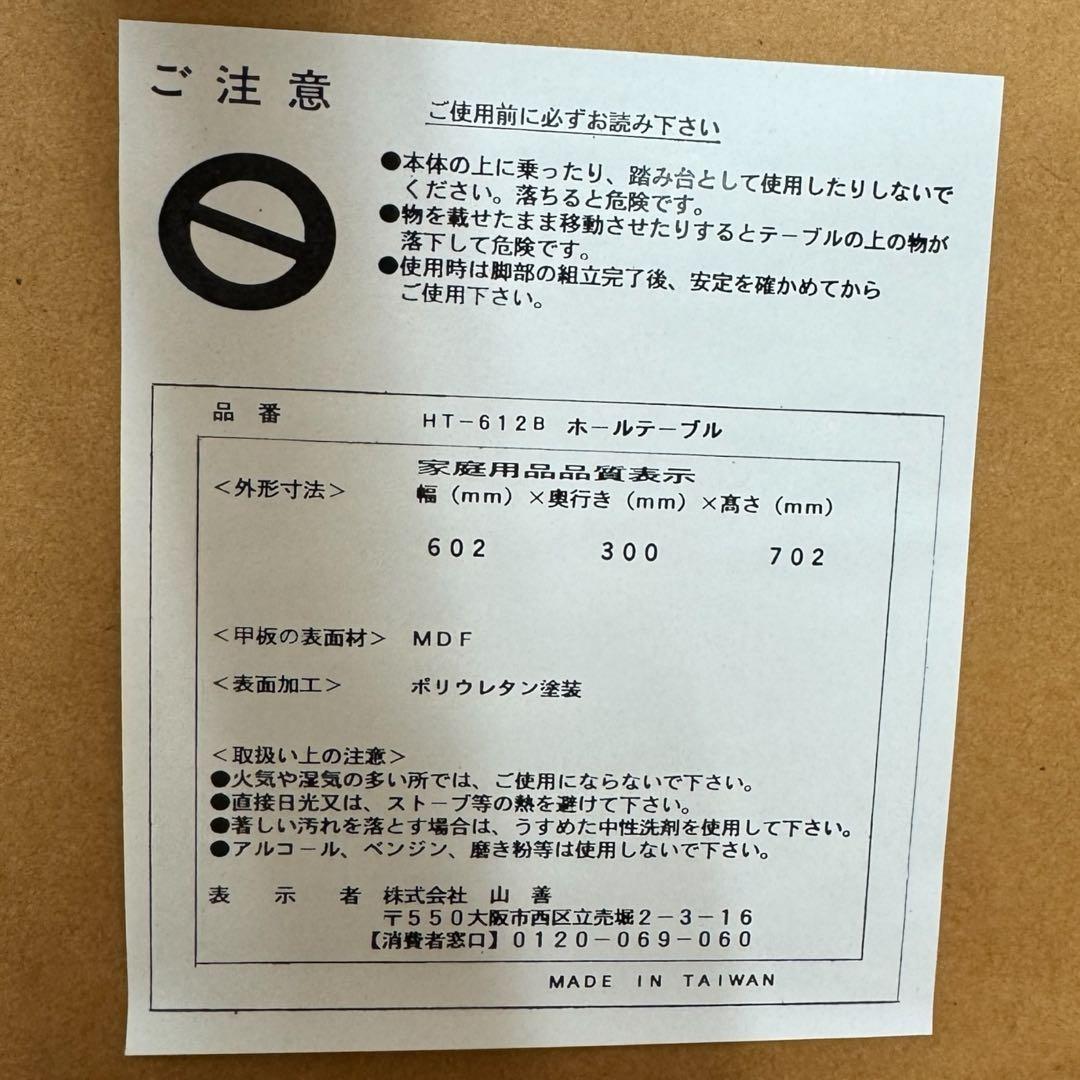 ご注意
ご使用前に必ずお読み下さい
●本体の上に乗ったり、踏み台として使用したりしないで
ください。落ちると危険です。
●物を載せたまま移動させたりするとテーブルの上の物が
落下して危険です。
●使用時は脚部の組立完了後、安定を確かめてから
ご使用下さい。
品番 HT-612B ホールテーブル
家庭用品品質表示
<外形寸法> 幅（mm）×奥行き（mm）×高さ（mm）
602 300 702
<甲板の表面材> MDF
<表面加工> ポリウレタン塗装
<取扱い上の注意>
●火気や湿気の多い所では、ご使用にならないで下さい。
●直接日光又は、ストーブ等の熱を避けて下さい。
●著しい汚れを落とす場合は、うすめた中性洗剤を使用して下さい。
●アルコール、ベンジン、磨き粉等は使用しないで下さい。
表示者 株式会社 山善
〒550大阪市西区立売堀2-3-16
【消費者窓口】0120-069-060
MADE IN TAIWAN